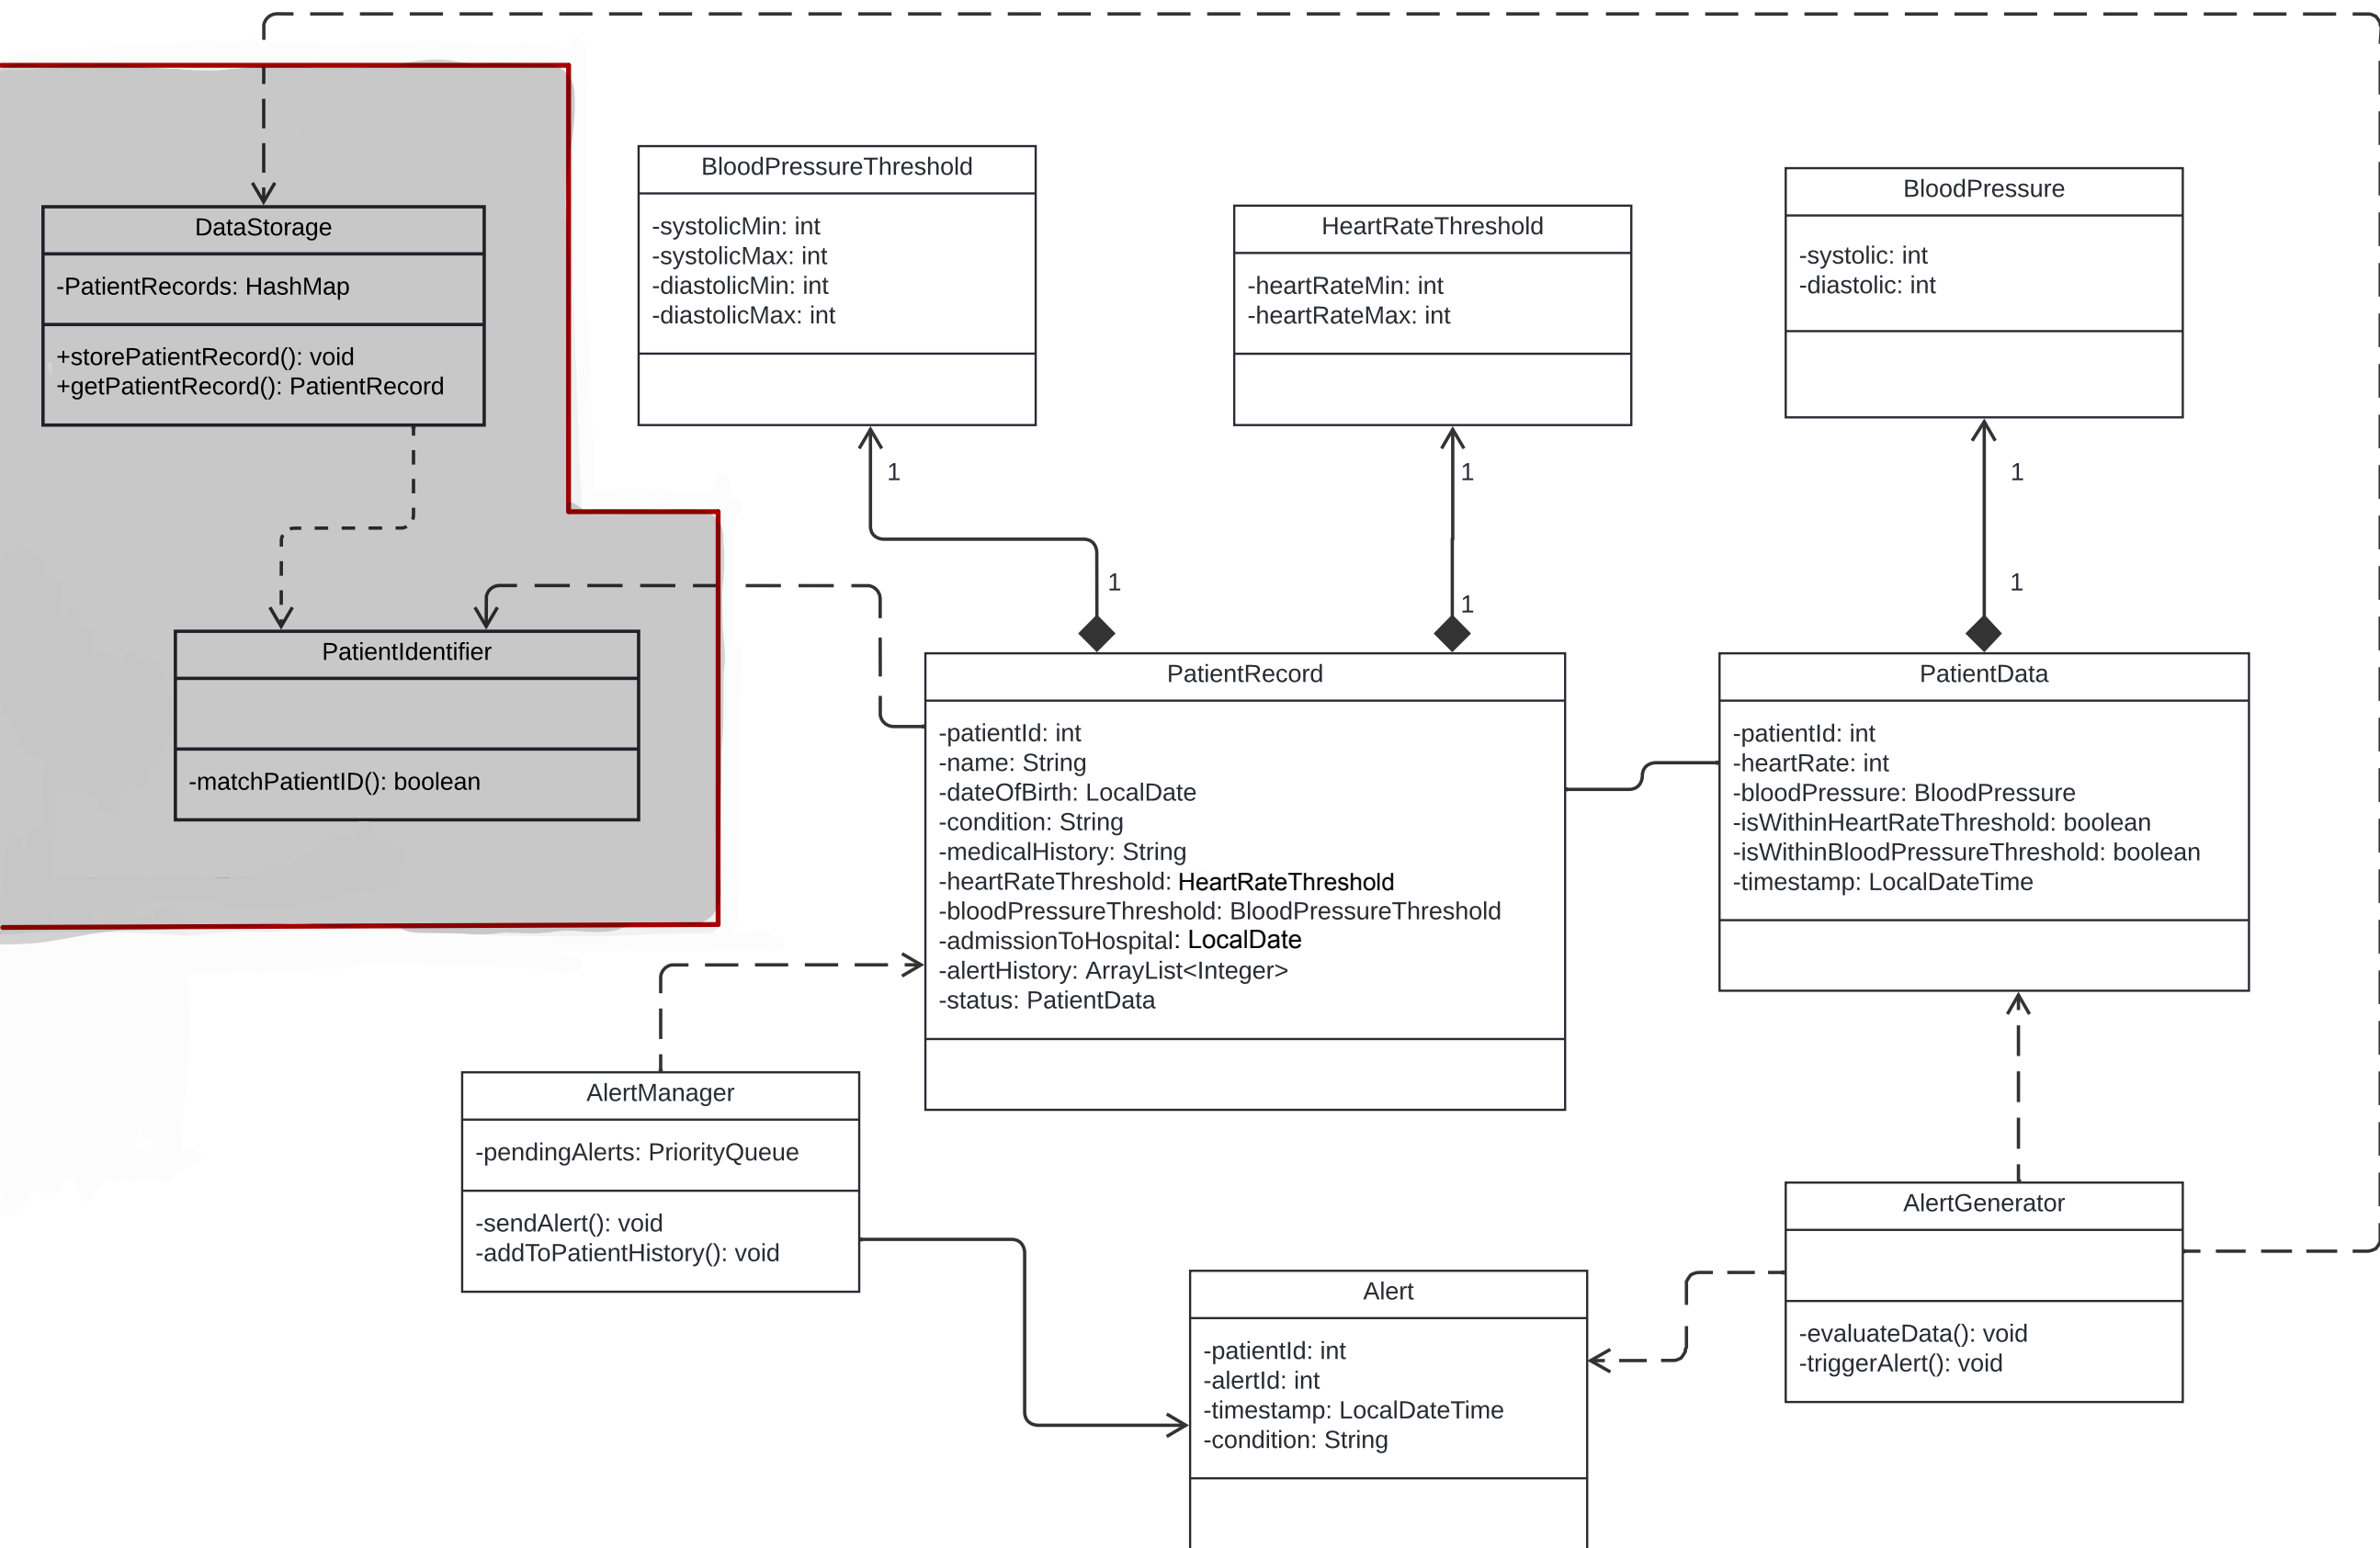 DataStorage
-PatientRecords: HashMap
+storePatientRecord(): void
+getPatientRecord(): PatientRecord
BloodPressureThreshold
-systolicMin: int
-systolicMax: int
-diastolicMin: int
-diastolicMax: int
HeartRateThreshold
-heartRateMin: int
-heartRateMax: int
BloodPressure
-systolic: int
-diastolic: int
1
1
1
1
1
1
PatientIdentifier
-matchPatientID(): boolean
PatientRecord
-patientId: int
-name: String
-dateOfBirth: LocalDate
-condition: String
-medicalHistory: String
-heartRateThreshold: HeartRateThreshold
-bloodPressureThreshold: BloodPressureThreshold
-admissionToHospital: LocalDate
-alertHistory: ArrayList<Integer>
-status: PatientData
PatientData
-patientId: int
-heartRate: int
-bloodPressure: BloodPressure
-isWithinHeartRateThreshold: boolean
-isWithinBloodPressureThreshold: boolean
-timestamp: LocalDateTime
AlertManager
-pendingAlerts: PriorityQueue
-sendAlert(): void
-addToPatientHistory(): void
Alert
-patientId: int
-alertId: int
-timestamp: LocalDateTime
-condition: String
AlertGenerator
-evaluateData(): void
-triggerAlert(): void